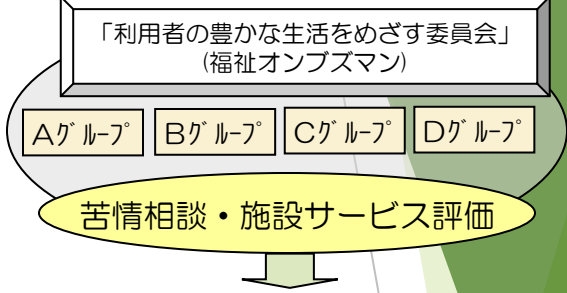 「利用者の豊かな生活をめざす委員会」
(福祉オンブズマン)
Aグループ Bグループ Cグループ Dグループ
苦情相談・施設サービス評価